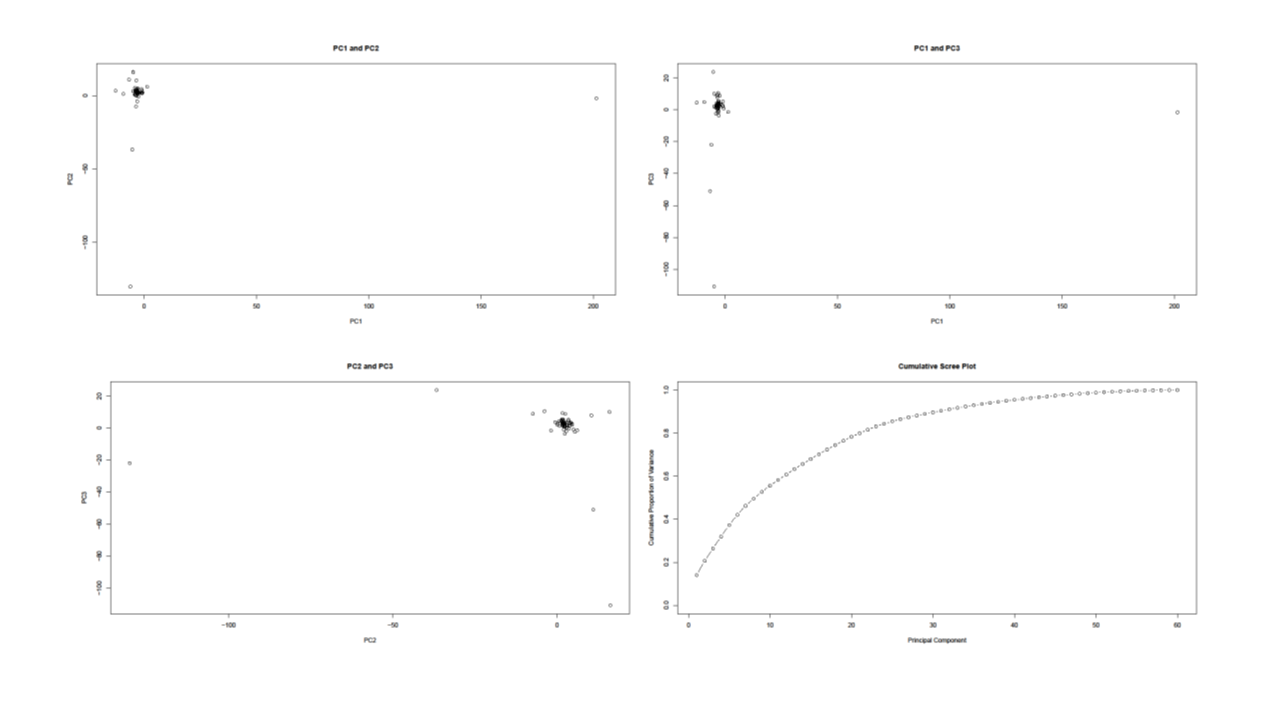 PC1 and PC2
PC2
0
−50
−100
0 50 100 150 200
PC1
PC1 and PC3
PC3
20
0
−20
−40
−60
−80
−100
0 50 100 150 200
PC1
PC2 and PC3
PC3
20
0
−20
−40
−60
−80
−100
−100 −50 0
PC2
Cumulative Scree Plot
Cumulative Proportion of Variance
1.0
0.8
0.6
0.4
0.2
0.0
0 10 20 30 40 50 60
Principal Component